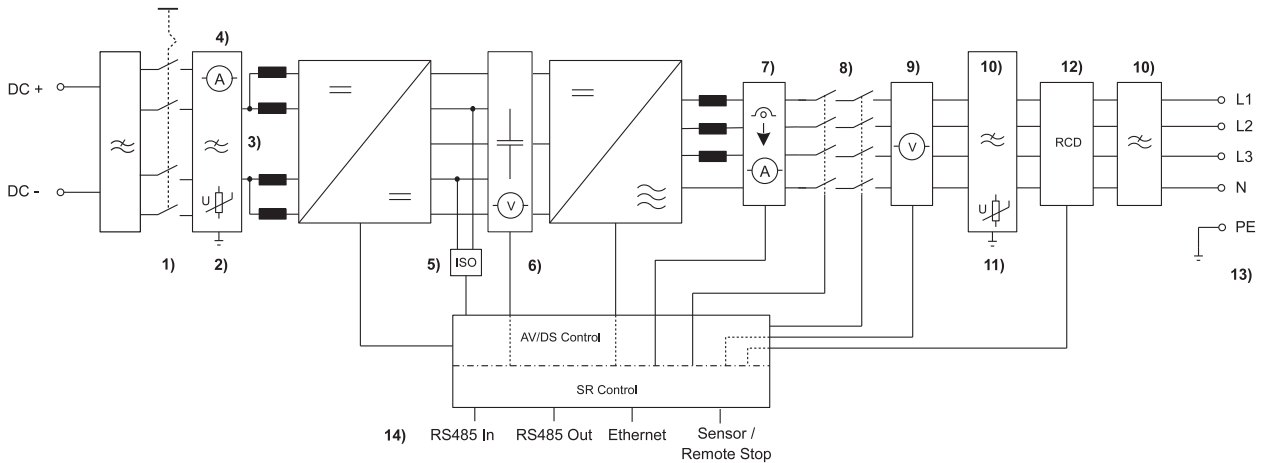 4)
7)
8)
9)
10)
12)
10)
DC +
A
L1
L2
3)
RCD
L3
V
A
DC -
N
U
V
U
PE
1)
2)
5)
ISO
6)
11)
13)
AV/DS Control
SR Control
14)
RS485 In
RS485 Out
Ethernet
Sensor /
Remote Stop